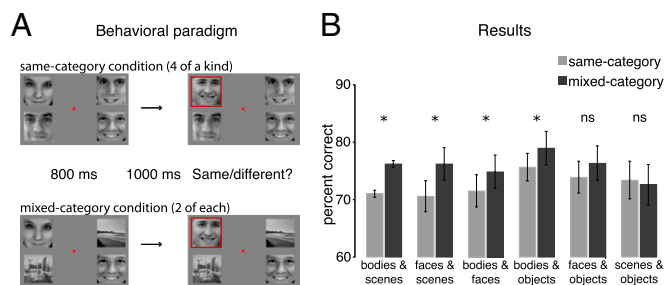 A
Behavioral paradigm
same-category condition (4 of a kind)
800 ms
1000 ms
Same/different?
mixed-category condition (2 of each)
B
Results
same-category
mixed-category
percent correct
90
80
70
60
*
*
*
*
ns
ns
bodies &
scenes
faces &
scenes
bodies &
faces
bodies &
objects
faces &
objects
scenes &
objects